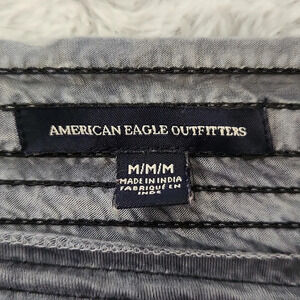 AMERICAN EAGLE OUTFITTERS
M/M/M
MADE IN INDIA
FABRIQUÉ EN
INDE